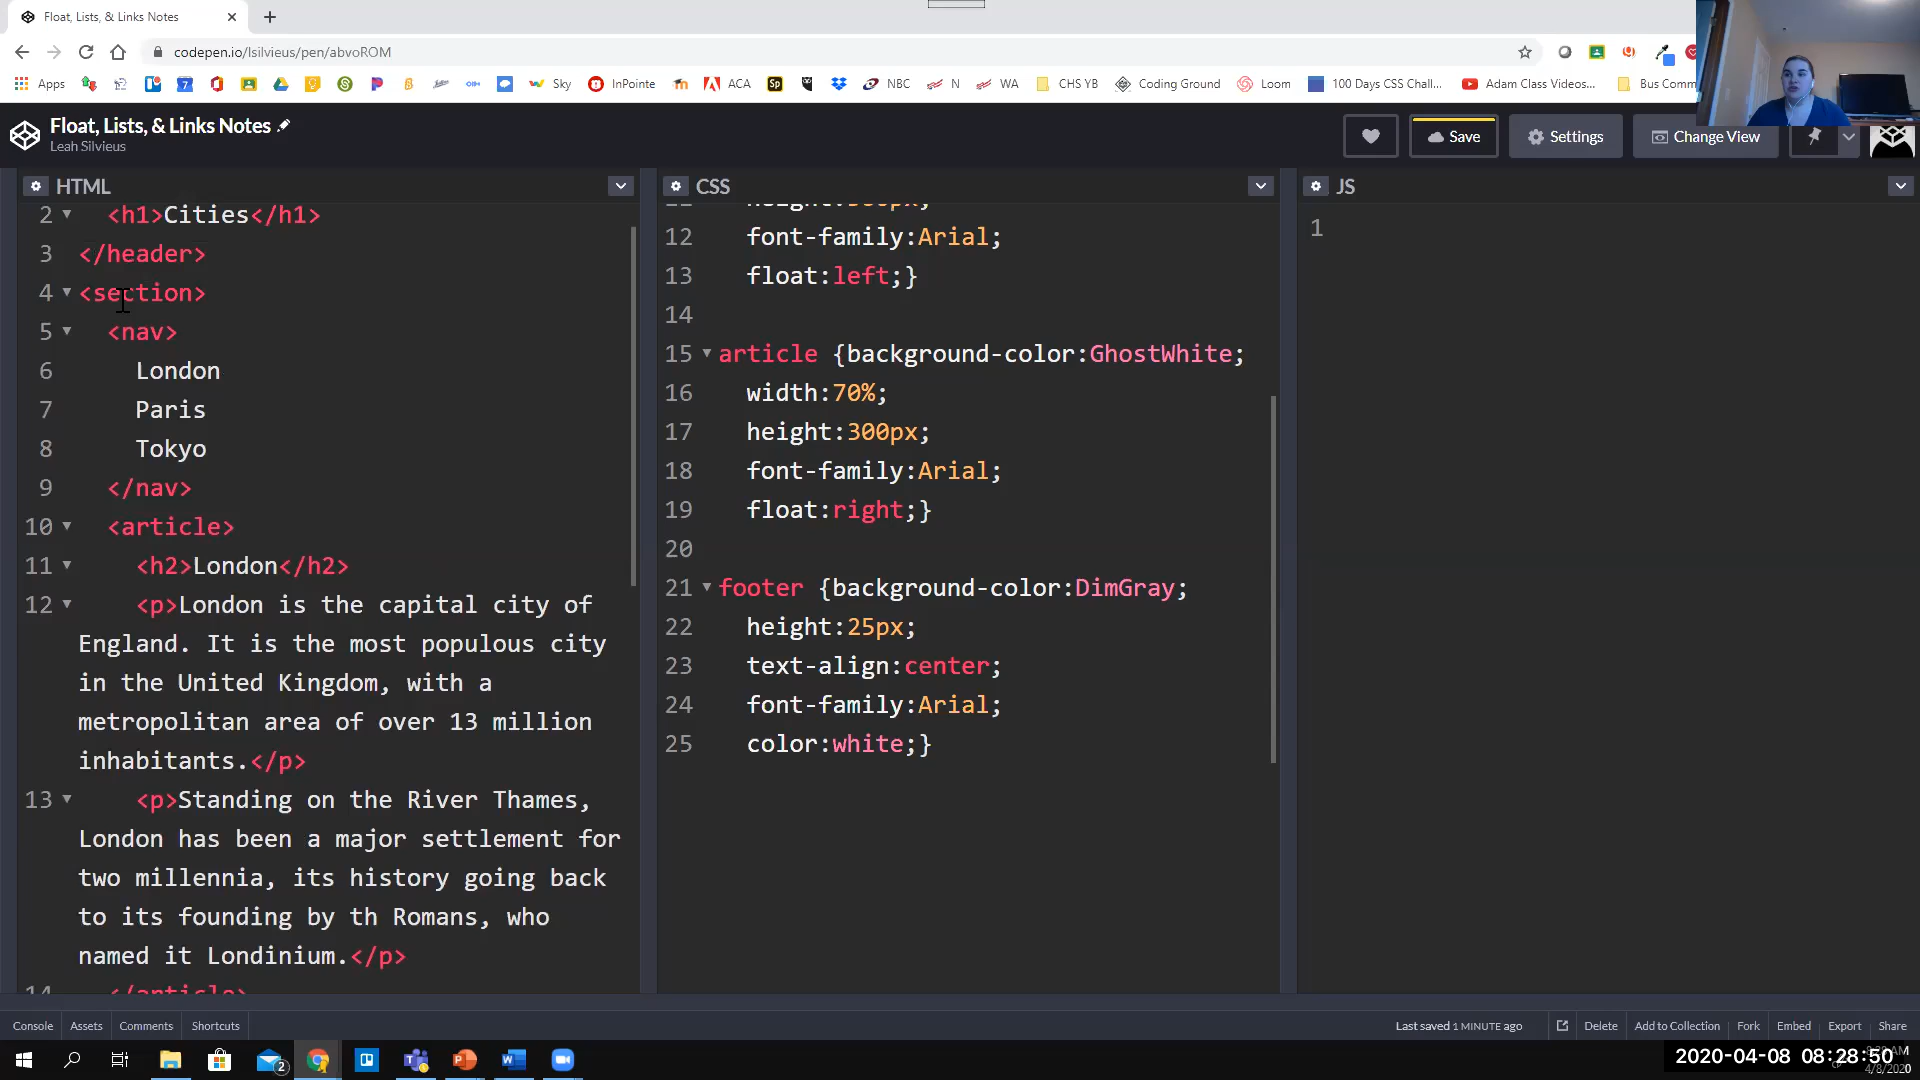 Float, Lists, & Links Notes
codepen.io/lsilvieus/pen/abvoROM
Apps
Sky
InPointe
ACA
NBC
N
WA
CHS YB
Coding Ground
Loom
100 Days CSS Chall...
Adam Class Videos...
Bus Comm
Float, Lists, & Links Notes
Leah Silvieus
Save
Settings
Change View
HTML
2 <h1>Cities</h1>
3 </header>
4 <section>
5 <nav>
6 London
7 Paris
8 Tokyo
9 </nav>
10 <article>
11 <h2>London</h2>
12 <p>London is the capital city of
England. It is the most populous city
in the United Kingdom, with a
metropolitan area of over 13 million
inhabitants.</p>
13 <p>Standing on the River Thames,
London has been a major settlement for
two millennia, its history going back
to its founding by th Romans, who
named it Londinium.</p>
14 </article>
CSS
12 font-family:Arial;
13 float:left;}
14
15 article {background-color:GhostWhite;
16 width:70%;
17 height:300px;
18 font-family:Arial;
19 float:right;}
20
21 footer {background-color:DimGray;
22 height:25px;
23 text-align:center;
24 font-family:Arial;
25 color:white;}
JS
1
Console
Assets
Comments
Shortcuts
Last saved 1 MINUTE ago
Delete
Add to Collection
Fork
Embed
Export
Share
2020-04-08 08:28:50
4/8/2020